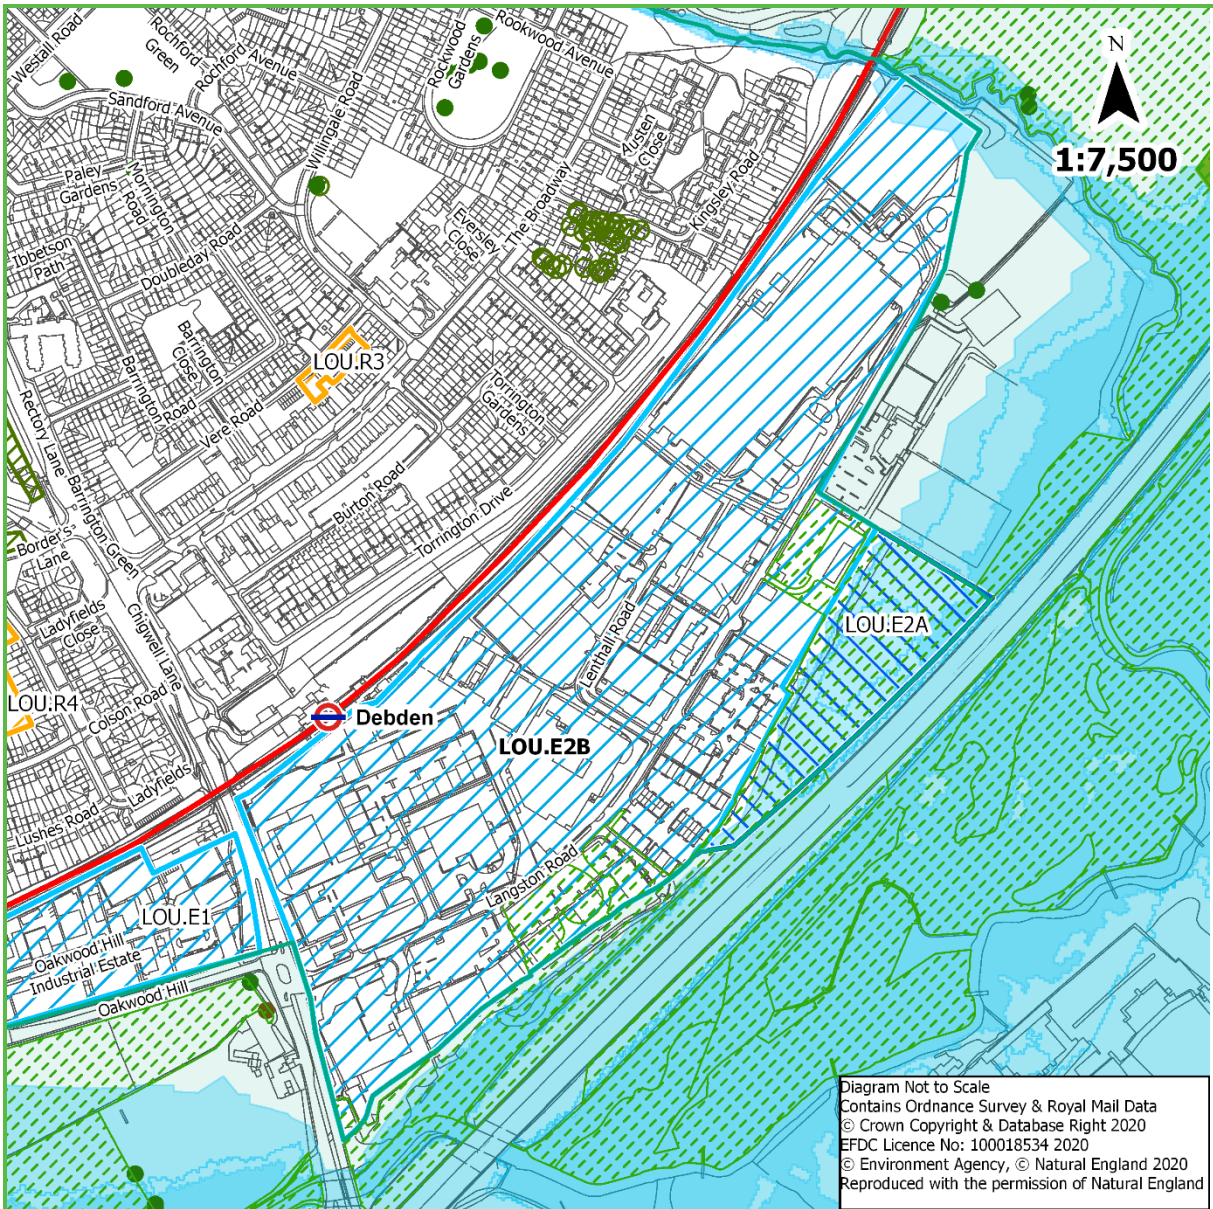 Westall Road
Rochford
Green
Rochford
Avenue
Sandford Avenue
Willingale Road
Rockwood
Gardens
Rookwood Avenue
N
1:7,500
Austen
Close
Kingsley Road
Paley
Gardens
Mornington
Road
The Broadway
Eversley
Close
Ibbetson
Path
Doubleday Road
Barrington
Close
LOU.R3
Barrington
Road
Vere Road
Torrington
Gardens
Rectory Lane
Barrington Green
Burton Road
Torrington Drive
Border's
Lane
Ladyfields
Close
Chigwell Lane
Lenthall Road
LOU.E2A
LOU.R4
Colson Road
Debden
LOU.E2B
Ladyfields
Lushes Road
Langston Road
LOU.E1
Oakwood Hill
Industrial Estate
Oakwood Hill
Diagram Not to Scale
Contains Ordnance Survey & Royal Mail Data
© Crown Copyright & Database Right 2020
EFDC Licence No: 100018534 2020
© Environment Agency, © Natural England 2020
Reproduced with the permission of Natural England